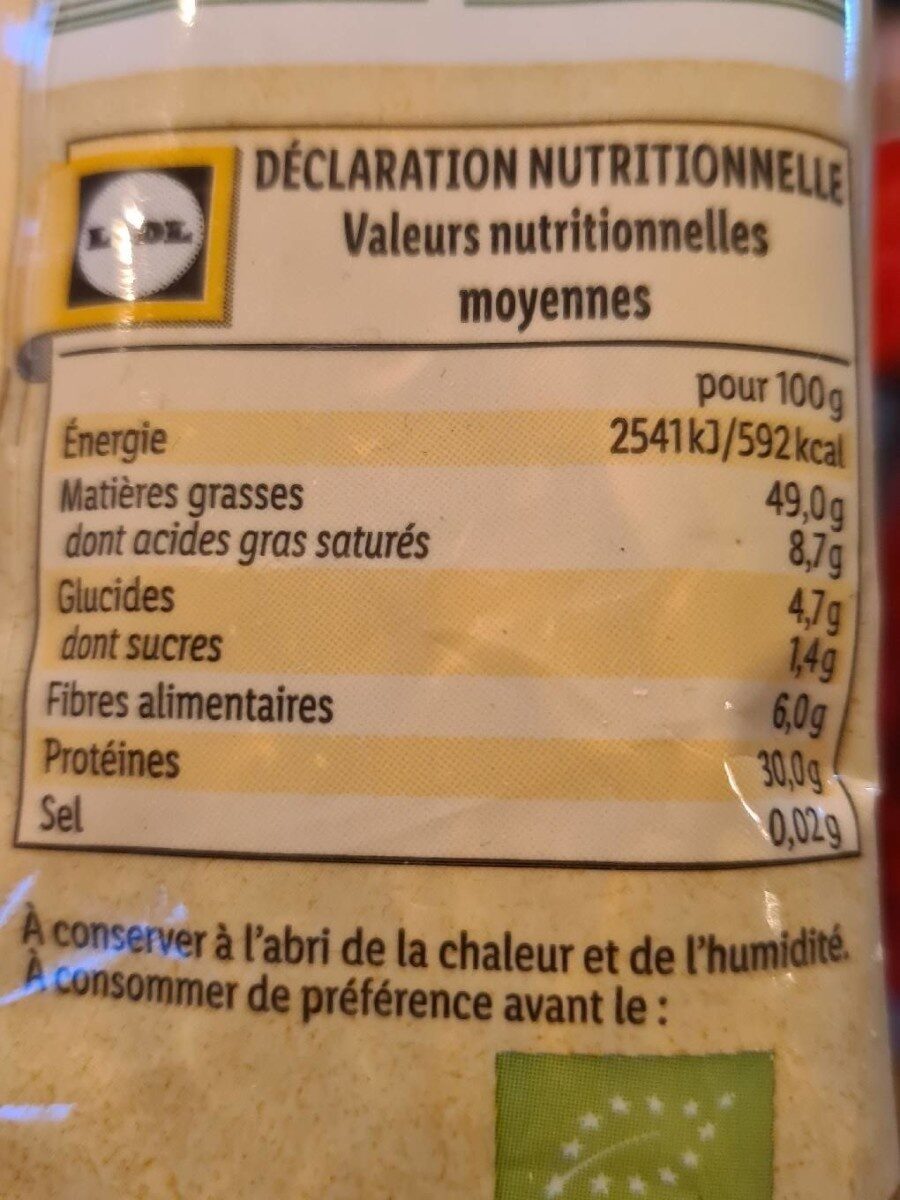 LIDL
DÉCLARATION NUTRITIONNELLE
Valeurs nutritionnelles
moyennes
pour 100g
Énergie 2541kJ/592kcal
Matières grasses 49,0g
dont acides gras saturés 8,7g
Glucides 4,7g
dont sucres 1,4g
Fibres alimentaires 6,0g
Protéines 30,0g
Sel 0,02g
À conserver à l'abri de la chaleur et de l'humidité.
À consommer de préférence avant le :